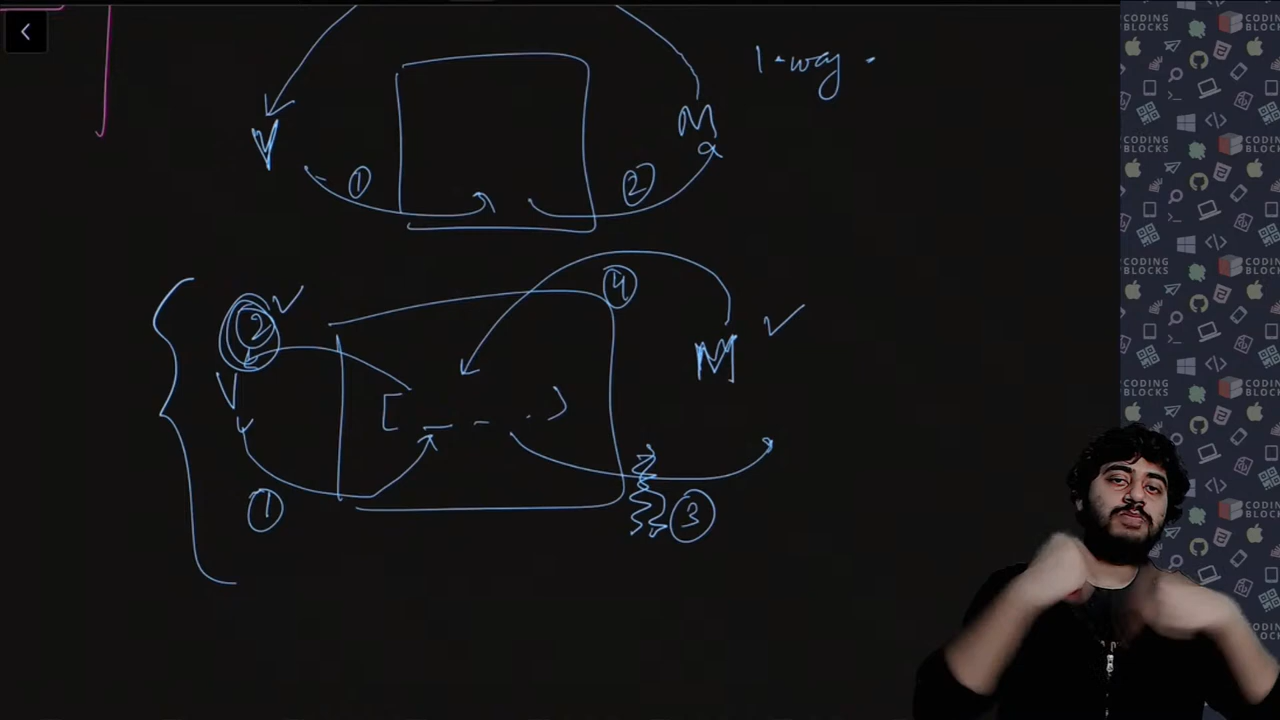 1-way.
V
M
①
②
④
②
M
V
[ _ _ - . )
①
③
CODING
BLOCKS